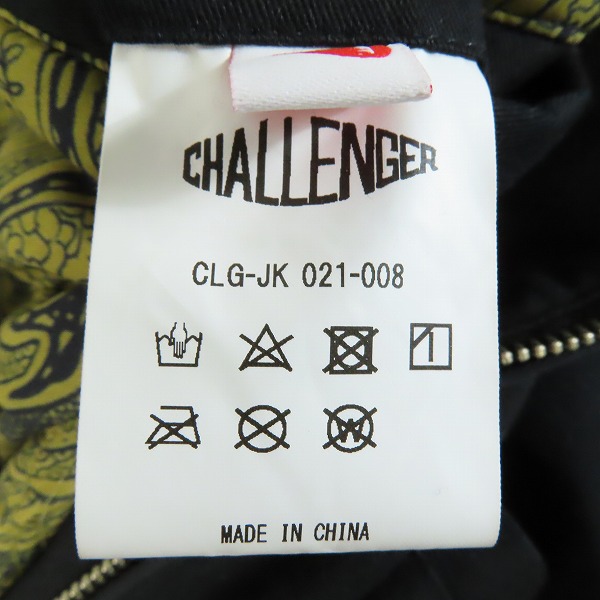 CHALLENGER
CLG-JK 021-008
W
MADE IN CHINA